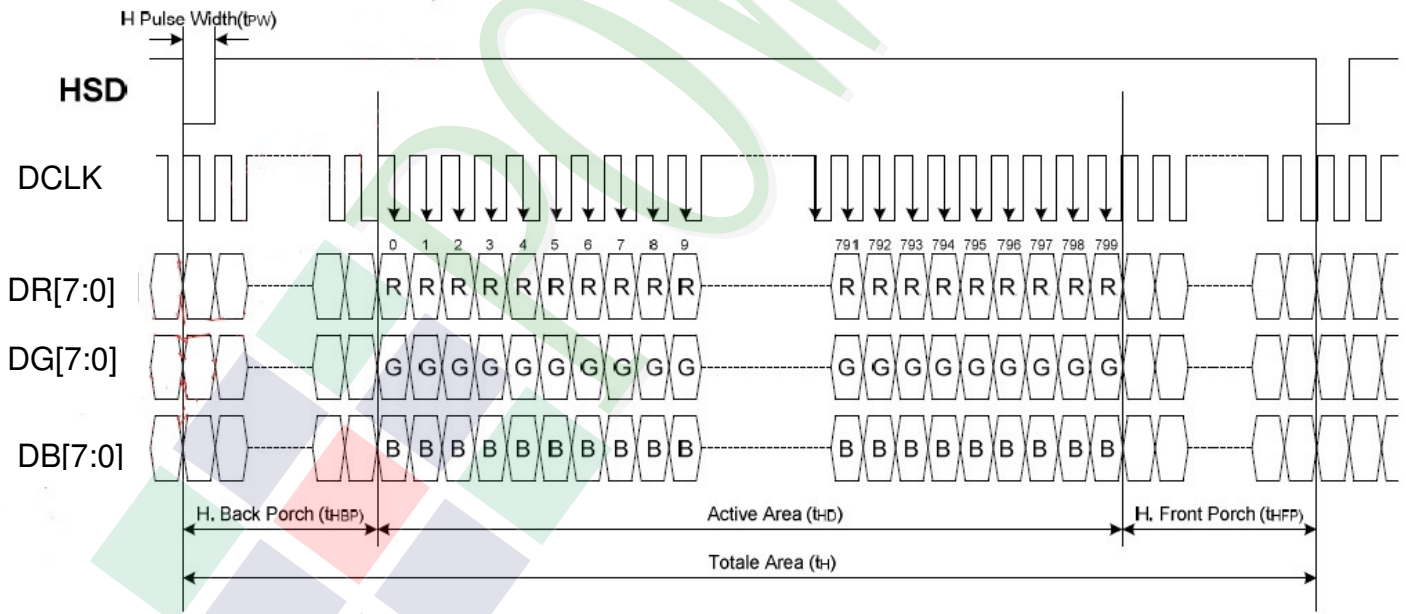 H Pulse Width(tPW)
HSD
DCLK
0 1 2 3 4 5 6 7 8 9 791 792 793 794 795 796 797 798 799
DR[7:0] R R R R R R R R R R R R R R R R R R R
DG[7:0] G G G G G G G G G G G G G G G G G G G
DB[7:0] B B B B B B B B B B B B B B B B B B B
H. Back Porch (tHBP) Active Area (tHD) H. Front Porch (tHFP)
Totale Area (tH)